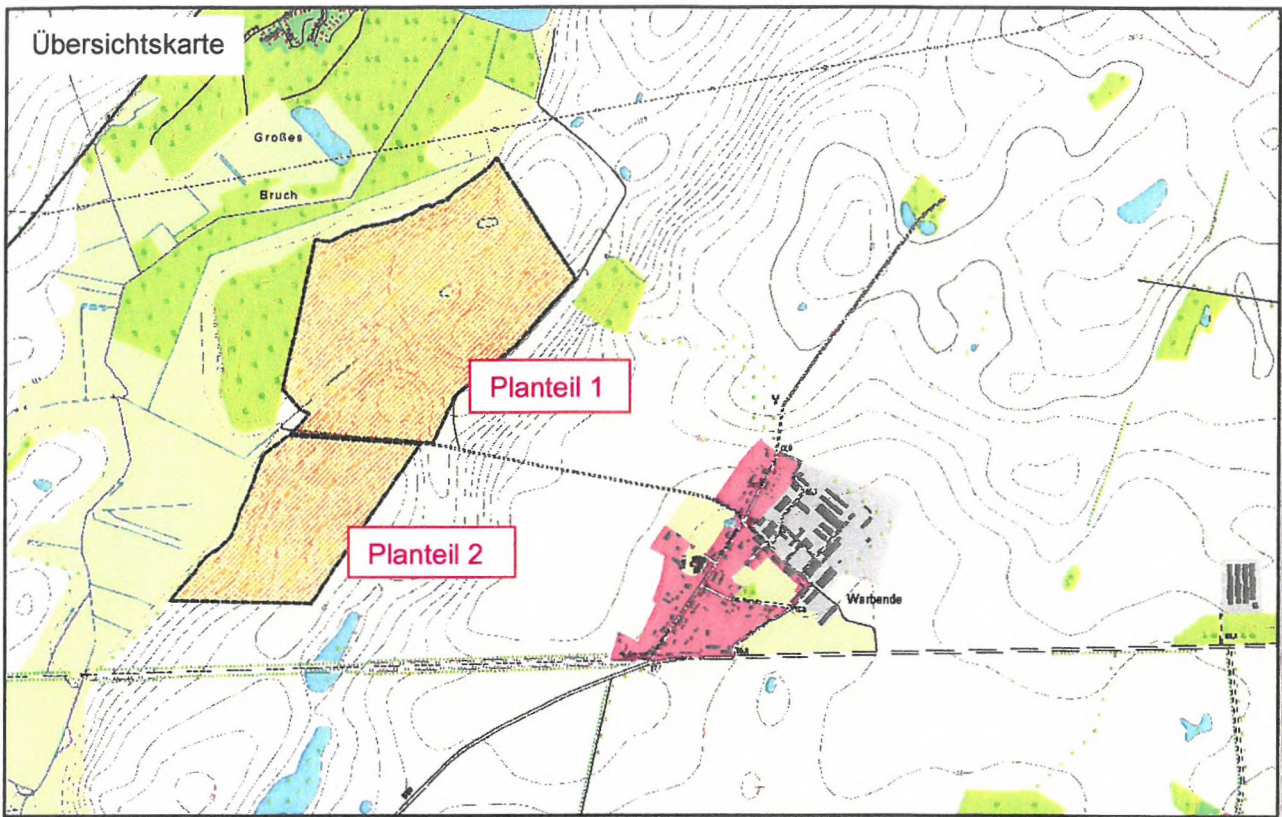 Übersichtskarte
Großes
Bruch
Planteil 1
Planteil 2
Warbende